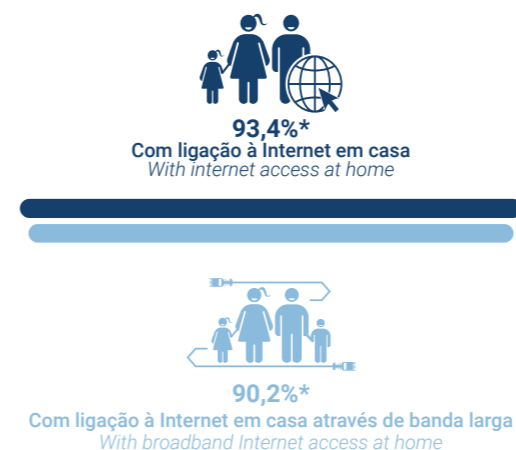 93,4%*
Com ligação à Internet em casa
With internet access at home
90,2%*
Com ligação à Internet em casa através de banda larga
With broadband Internet access at home